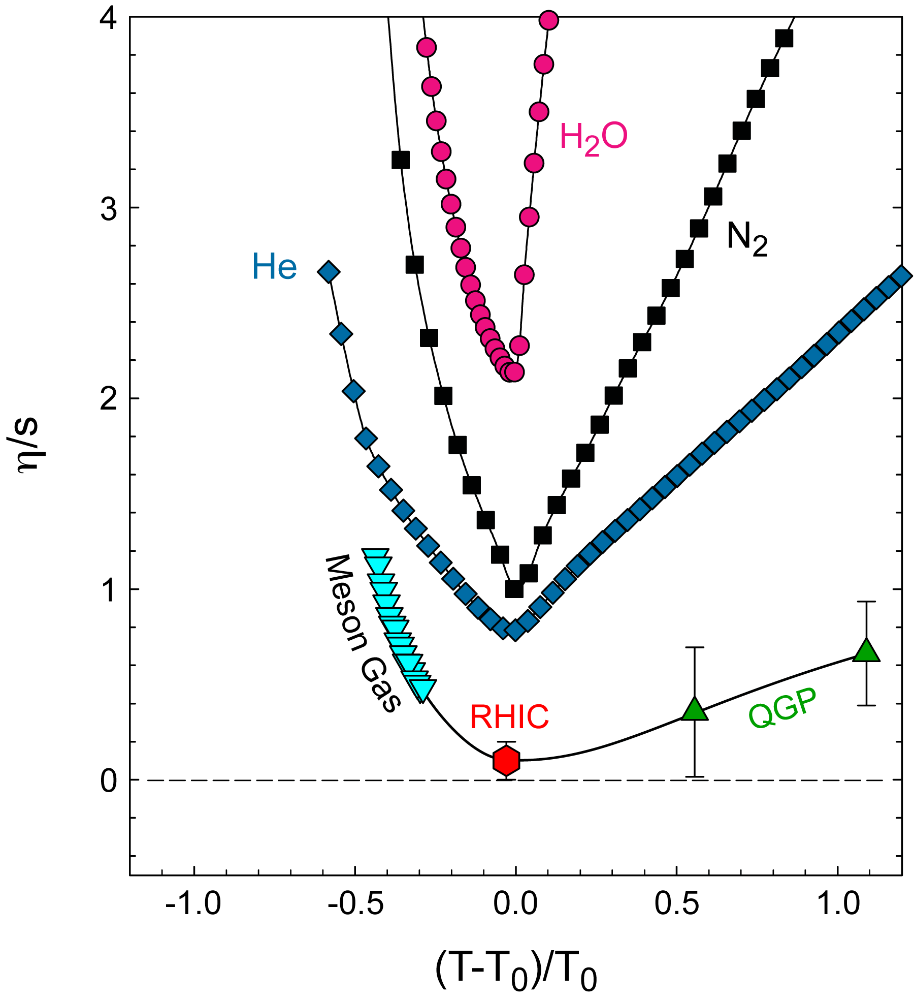 4
3
2
1
0
η/s
H₂O
N₂
He
Meson Gas
RHIC
QGP
-1.0 -0.5 0.0 0.5 1.0
(T-T₀)/T₀